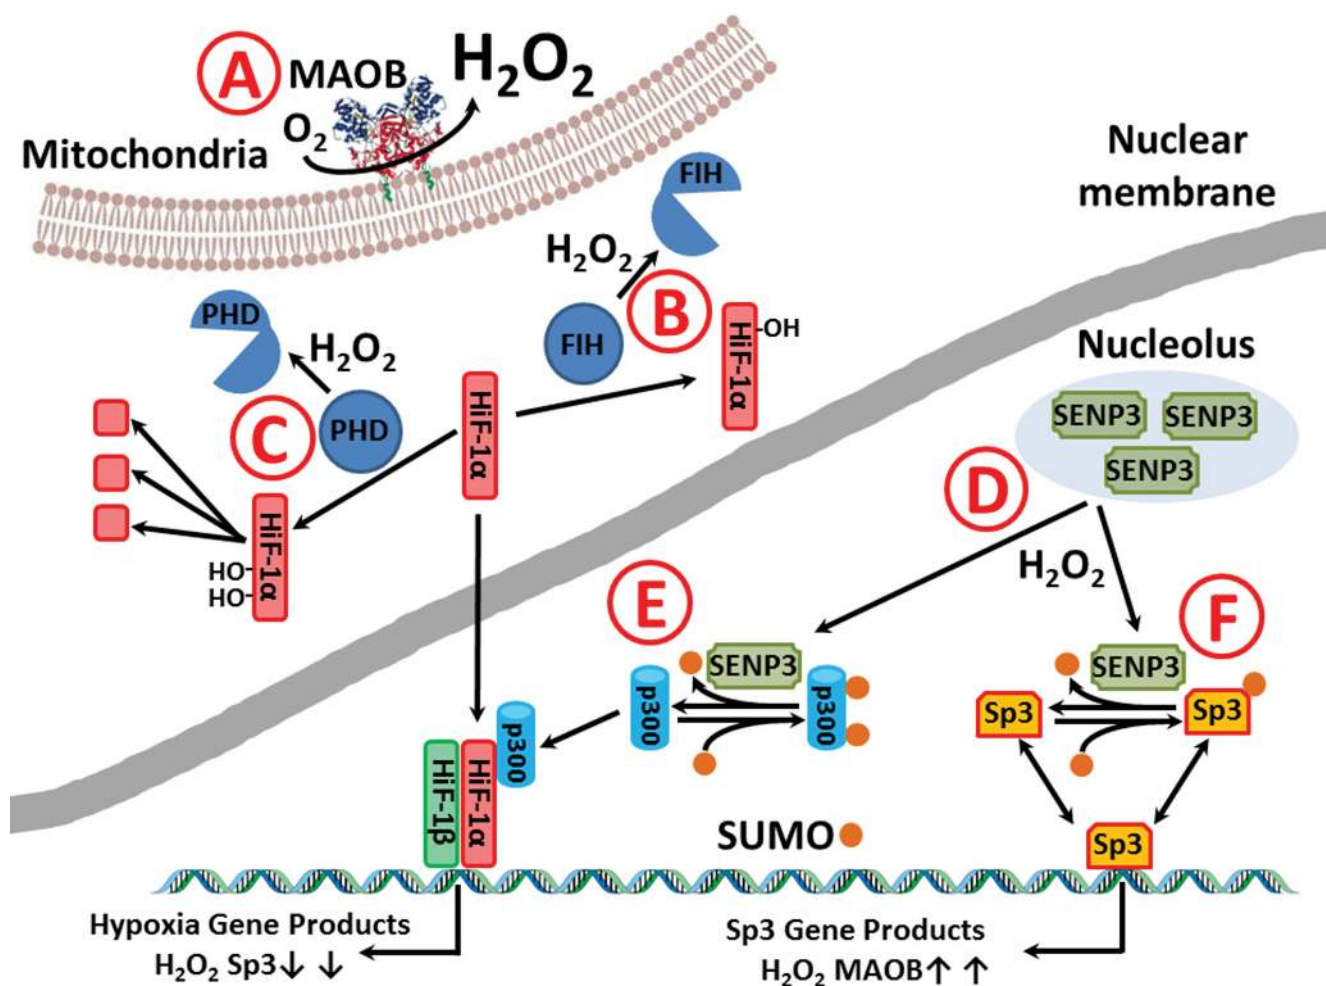 A
MAOB
H₂O₂
O₂
Mitochondria
Nuclear
membrane
FIH
H₂O₂
B
FIH
HiF-1α
-OH
PHD
H₂O₂
C
PHD
HiF-1α
HiF-1α
HO-
HO-
Nucleolus
SENP3
SENP3
SENP3
D
H₂O₂
E
SENP3
p300
p300
p300
F
SENP3
Sp3
Sp3
HiF-1β
HiF-1α
SUMO
Sp3
Hypoxia Gene Products
H₂O₂ Sp3↓ ↓
Sp3 Gene Products
H₂O₂ MAOB↑ ↑